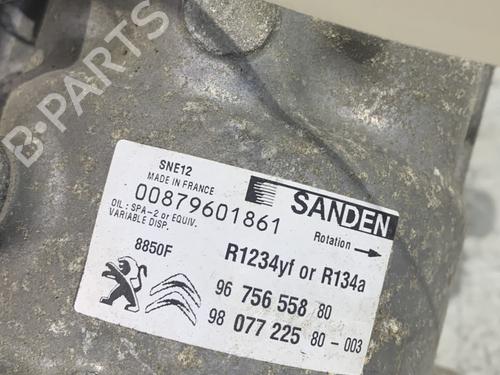 B-PARTS
SNE12
MADE IN FRANCE
00879601861
OIL : SPA-2 or EQUIV.
VARIABLE DISP.
8850F
SANDEN
Rotation
R1234yf or R134a
96 756 558 80
98 077 225 80 - 003